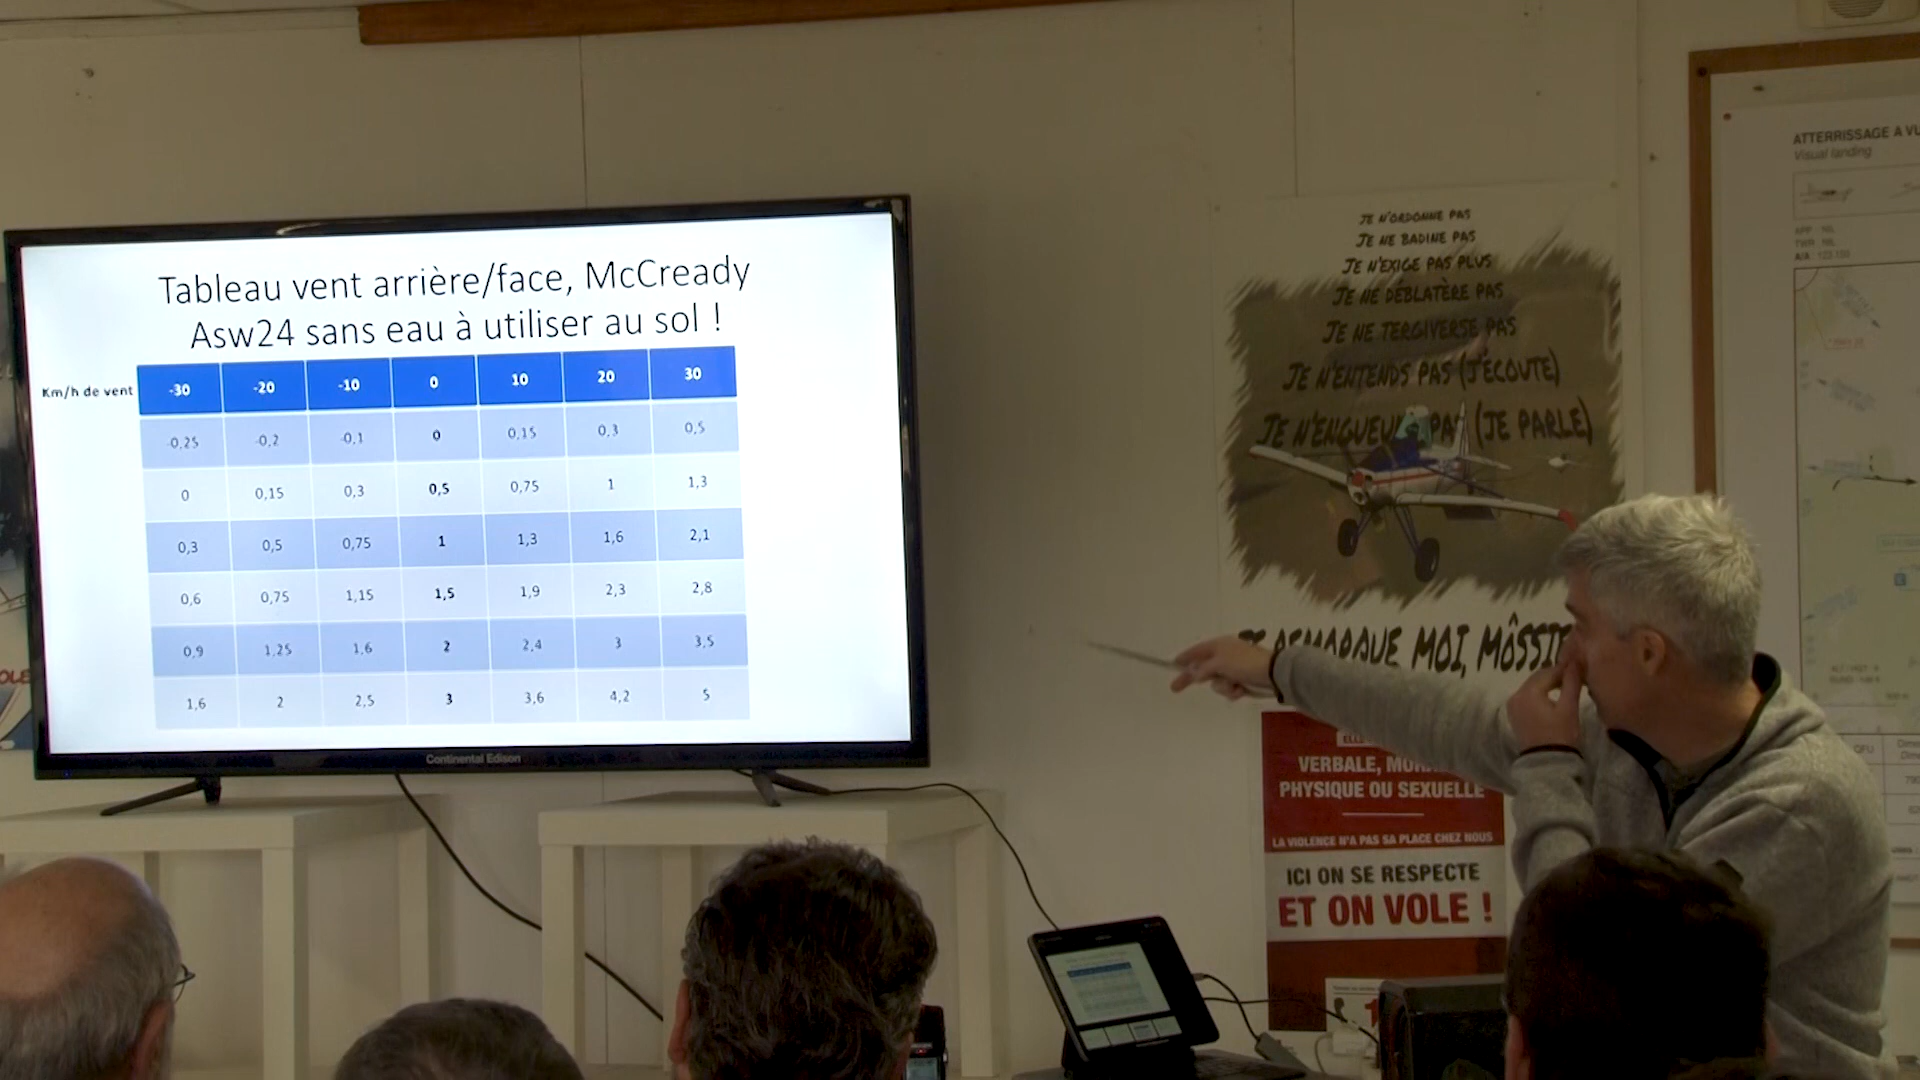 Tableau vent arrière/face, McCready
Asw24 sans eau à utiliser au sol !
Km/h de vent -30 -20 -10 0 10 20 30
-0,25 -0,2 -0,1 0 0,15 0,3 0,5
0 0,15 0,3 0,5 0,75 1 1,3
0,3 0,5 0,75 1 1,3 1,6 2,1
0,6 0,75 1,15 1,5 1,9 2,3 2,8
0,9 1,25 1,6 2 2,4 3 3,5
1,6 2 2,5 3 3,6 4,2 5
Continental Edison
JE N'ORDONNE PAS
JE NE BADINE PAS
JE N'EXIGE PAS PLUS
JE NE DÉBLATÈRE PAS
JE NE TERGIVERSE PAS
JE N'ENTENDS PAS (J'ÉCOUTE)
JE N'ENGUEU PAS (JE PARLE)
REMORQUE MOI, MÔSSIE
VERBALE,
PHYSIQUE OU SEXUELLE
LA VIOLENCE N'A PAS SA PLACE CHEZ NOUS
ICI ON SE RESPECTE
ET ON VOLE !
ATTERRISSAGE A VU
Visual landing
QFU